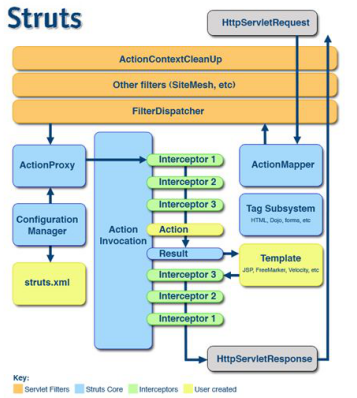 Struts
HttpServletRequest
ActionContextCleanUp
Other filters (SiteMesh, etc)
FilterDispatcher
ActionProxy
Interceptor 1
ActionMapper
Interceptor 2
Interceptor 3
Tag Subsystem
HTML, Dojo, forms, etc
Configuration
Manager
Action
Invocation
Action
Result
Template
JSP, FreeMarker, Velocity, etc
struts.xml
Interceptor 3
Interceptor 2
Interceptor 1
HttpServletResponse
Key:
Servlet Filters
Struts Core
Interceptors
User created